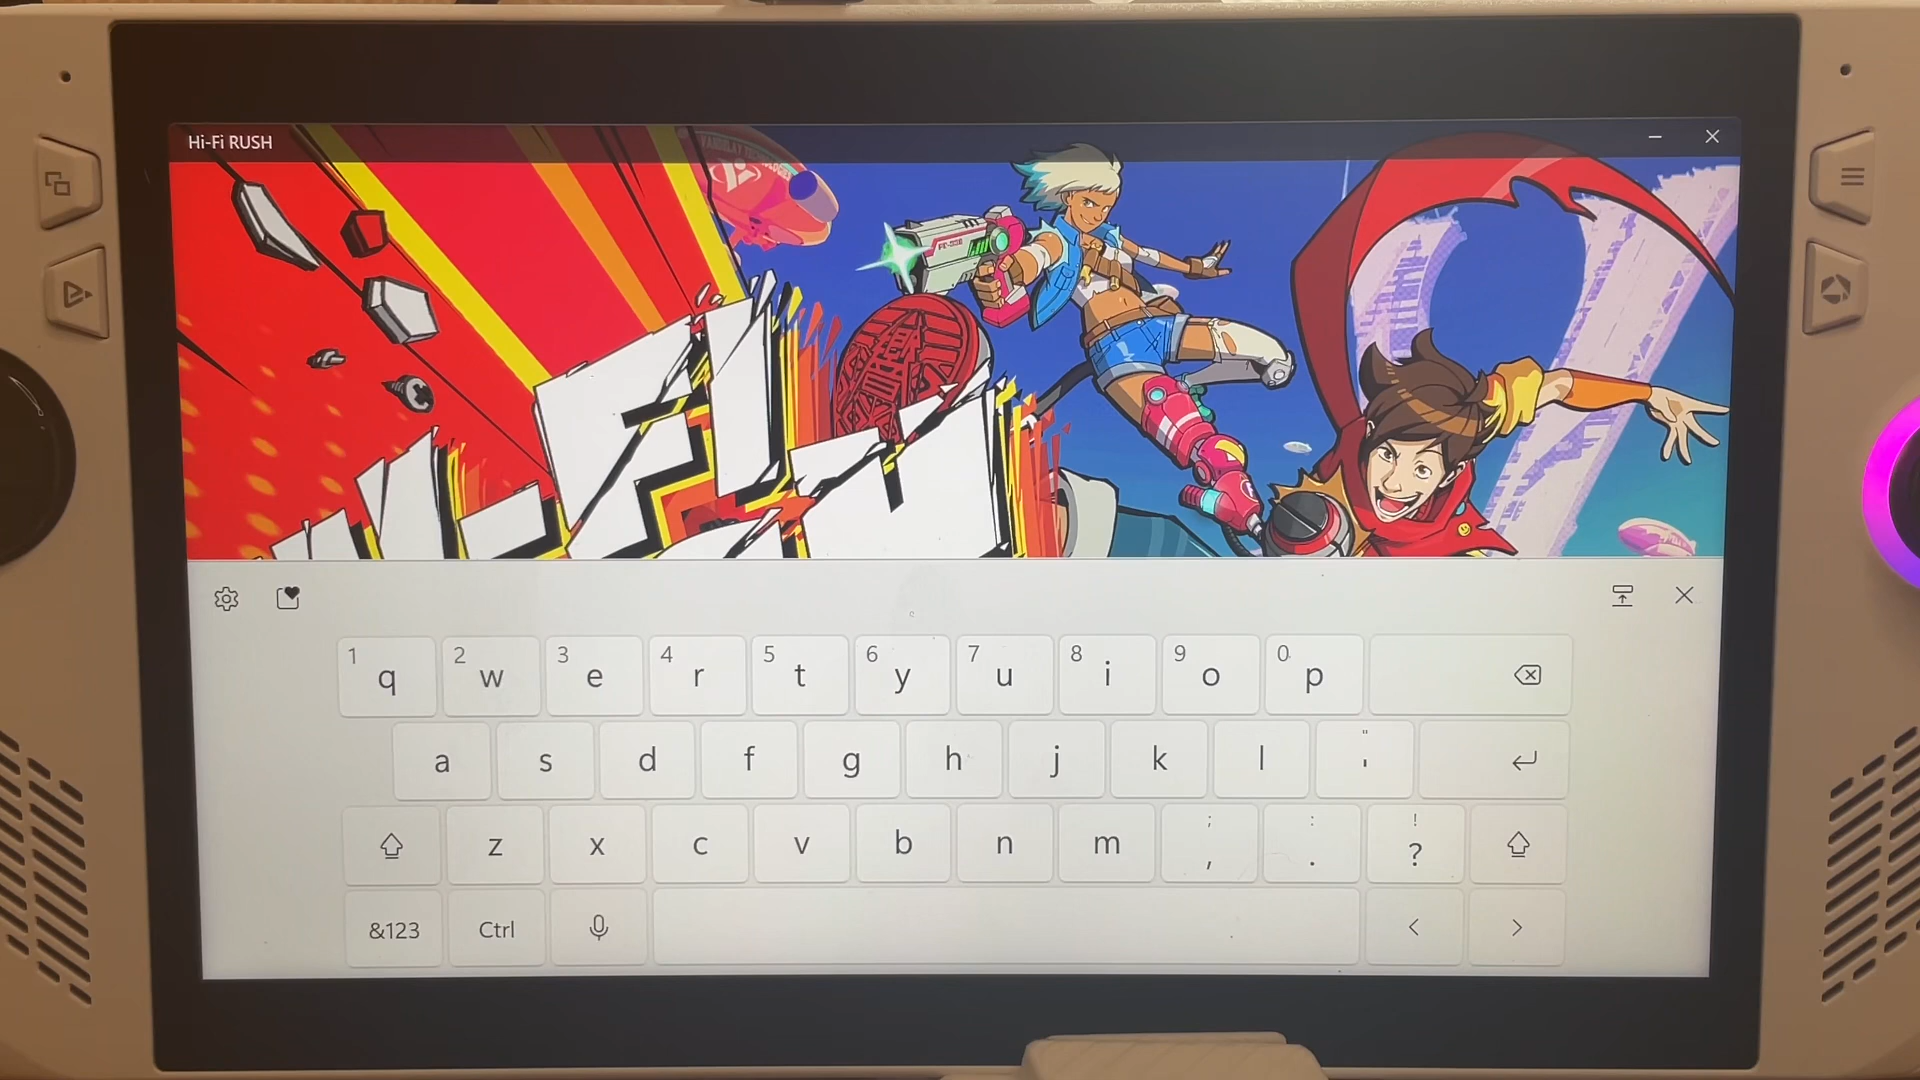 Hi-Fi RUSH
1 q 2 w 3 e 4 r 5 t 6 y 7 u 8 i 9 o 0 p
a s d f g h j k l " '
z x c v b n m ; , : . ! ?
&123 Ctrl < >